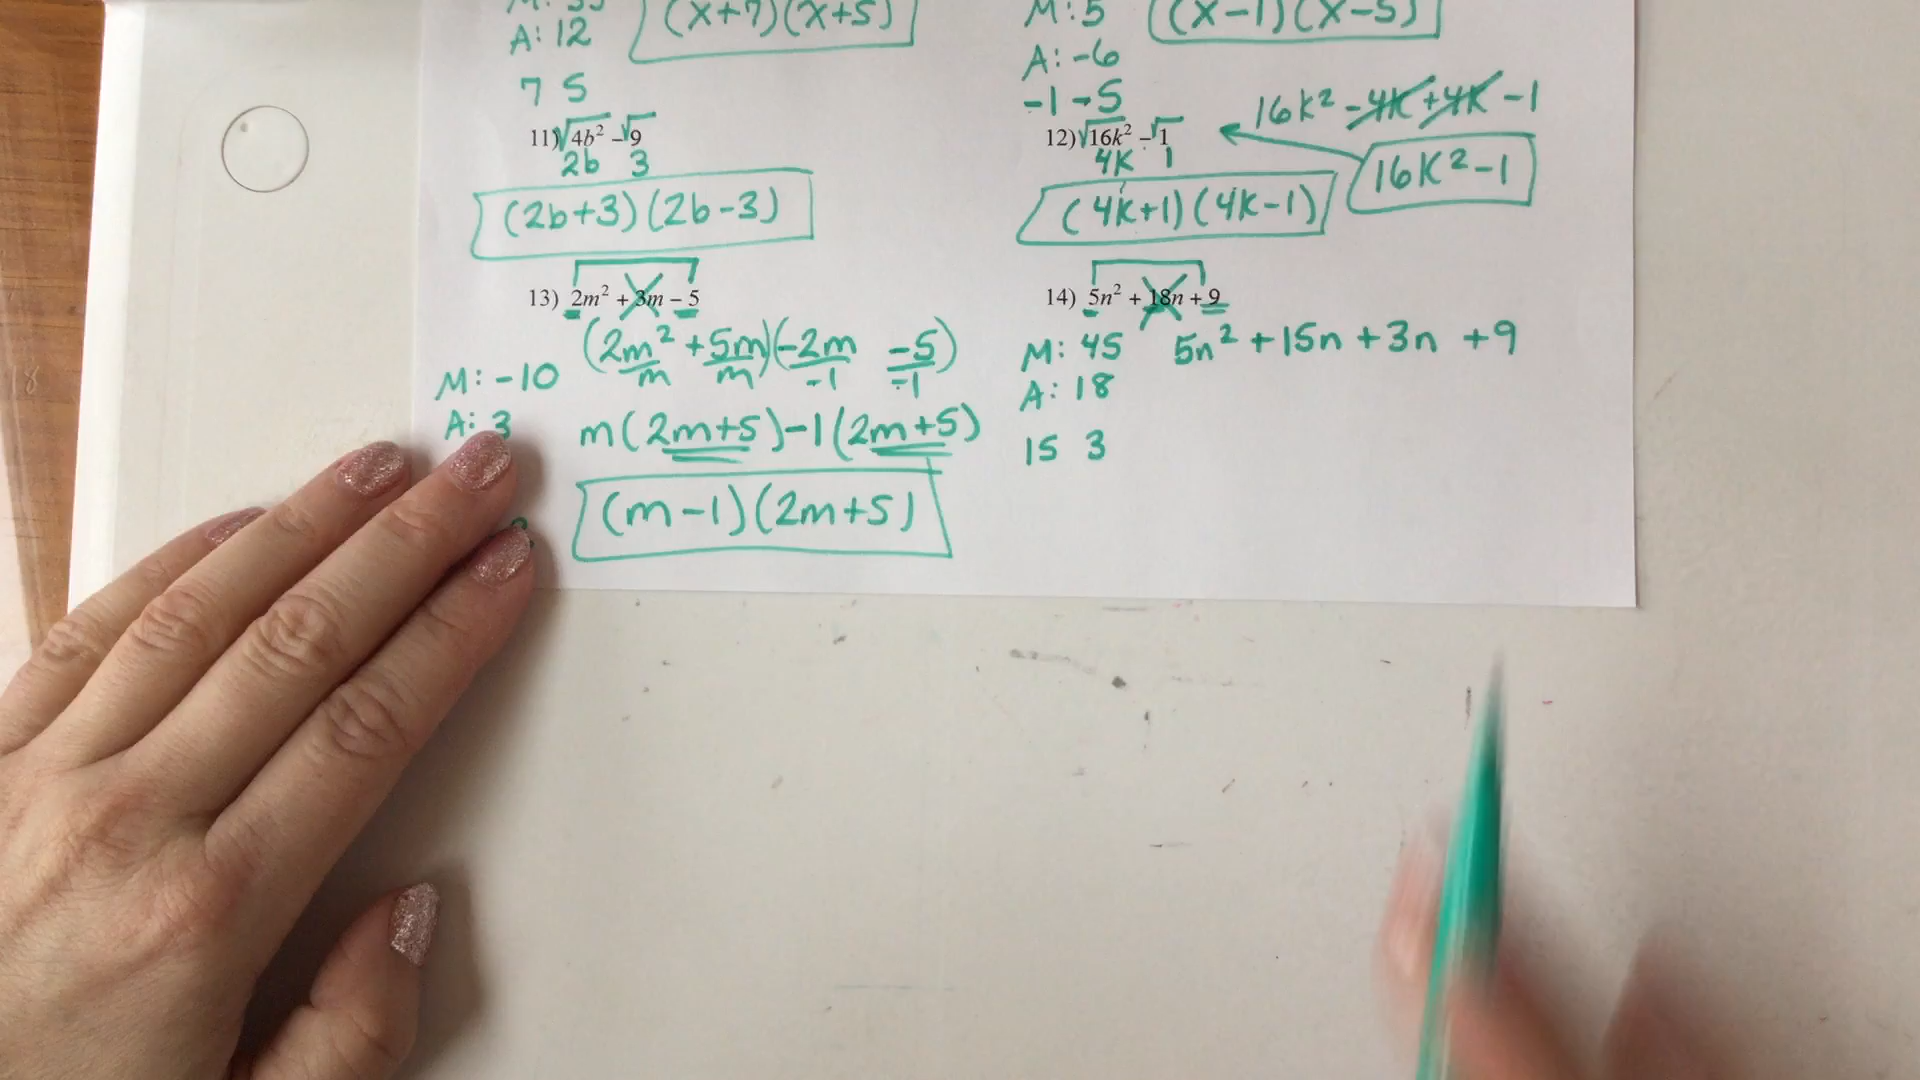 A: 12
(x+7)(x+5)
7 5
11) √4b² - √9
2b 3
(2b+3)(2b-3)
13) 2m² + 3m - 5
(2m² + 5m)(-2m - 5)
m m -1 -1
M: -10
A: 3
m(2m+5)-1(2m+5)
(m-1)(2m+5)
M: 5
(x-1)(x-5)
A: -6
-1 -5
16k² - 4k + 4k - 1
12) √16k² - √1
4k 1
16k² - 1
(4k+1)(4k-1)
14) 5n² + 18n + 9
M: 45
5n² + 15n + 3n + 9
A: 18
15 3